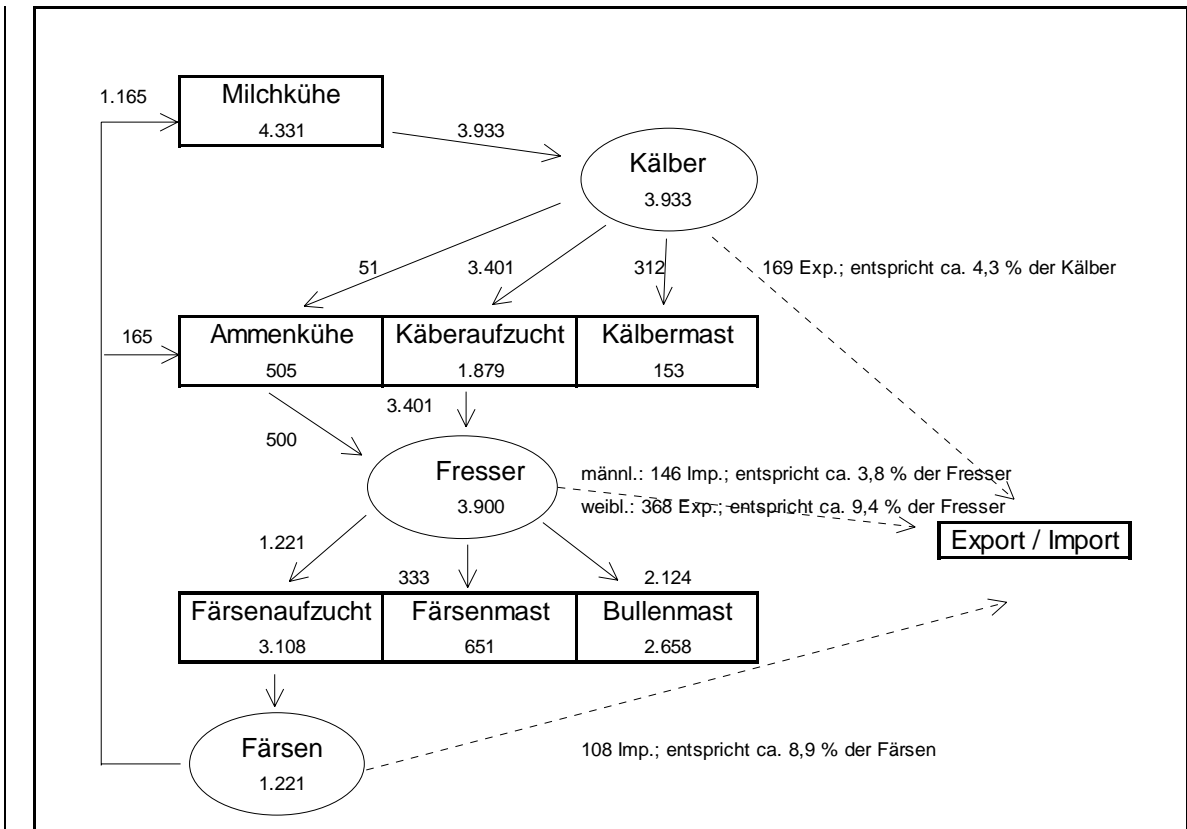 1.165
Milchkühe
4.331
3.933
Kälber
3.933
51
3.401
312
169 Exp.; entspricht ca. 4,3 % der Kälber
165
Ammenkühe
505
Käberaufzucht
1.879
Kälbermast
153
3.401
500
Fresser
3.900
männl.: 146 Imp.; entspricht ca. 3,8 % der Fresser
weibl.: 368 Exp.; entspricht ca. 9,4 % der Fresser
Export / Import
1.221
333
2.124
Färsenaufzucht
3.108
Färsenmast
651
Bullenmast
2.658
Färsen
1.221
108 Imp.; entspricht ca. 8,9 % der Färsen